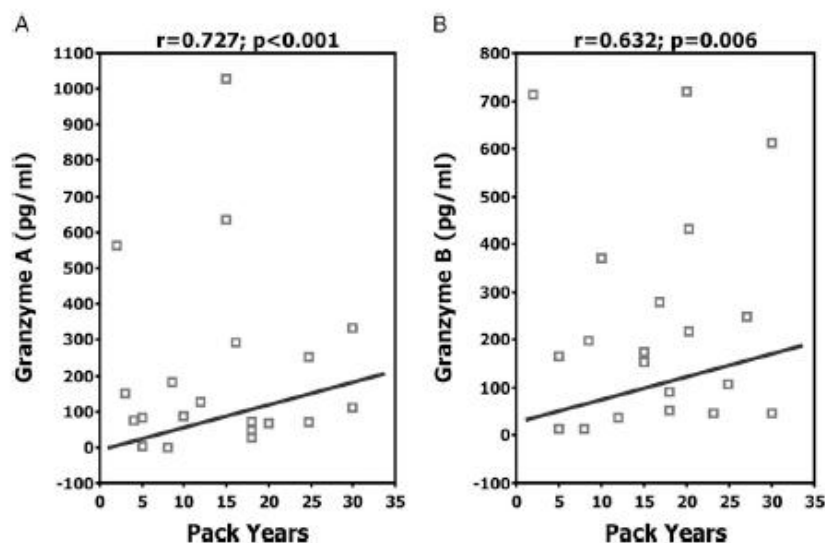 A
r=0.727; p<0.001
1100
1000
900
800
700
600
500
400
300
200
100
0
-100
Granzyme A (pg/ml)
0 5 10 15 20 25 30 35
Pack Years
B
r=0.632; p=0.006
800
700
600
500
400
300
200
100
0
-100
Granzyme B (pg/ml)
0 5 10 15 20 25 30 35
Pack Years